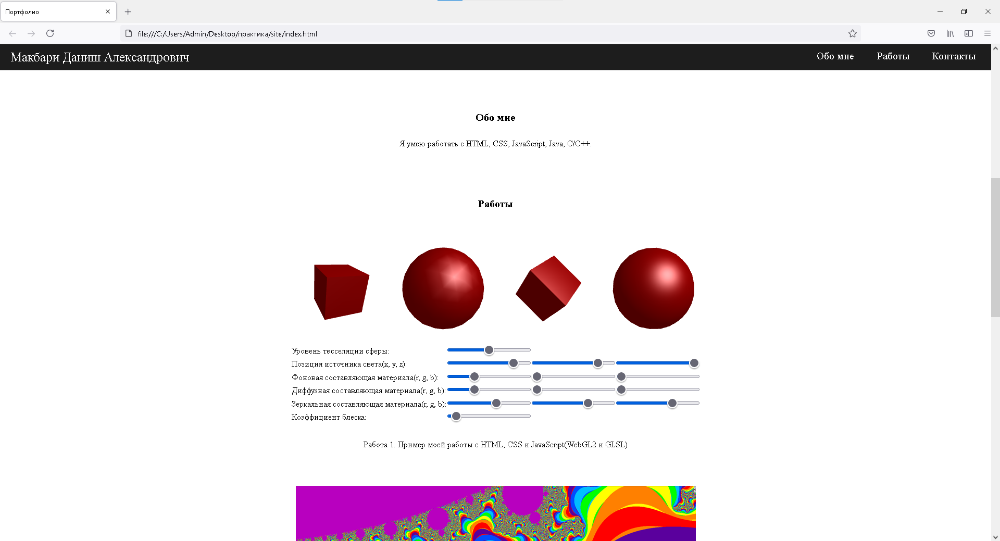 Портфолио
file:///C:/Users/Admin/Desktop/практика/site/index.html
Макбари Даниш Александрович
Обо мне Работы Контакты
Обо мне
Я умею работать с HTML, CSS, JavaScript, Java, C/C++.
Работы
Уровень тесселяции сферы:
Позиция источника света(x, y, z):
Фоновая составляющая материала(r, g, b):
Диффузная составляющая материала(r, g, b):
Зеркальная составляющая материала(r, g, b):
Коэффициент блеска:
Работа 1. Пример моей работы с HTML, CSS и JavaScript(WebGL2 и GLSL)